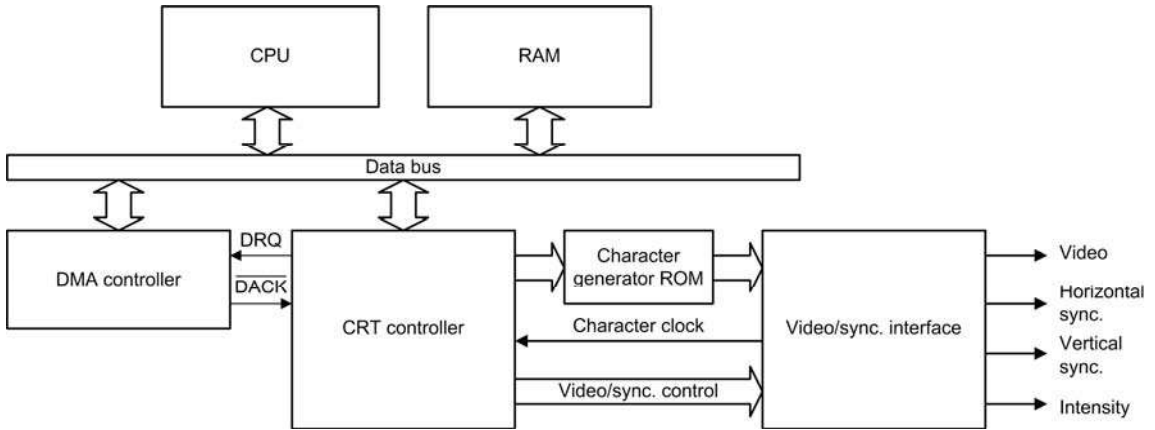 CPU
RAM
Data bus
DMA controller
DRQ
DACK
CRT controller
Character
generator ROM
Character clock
Video/sync. control
Video/sync. interface
Video
Horizontal
sync.
Vertical
sync.
Intensity